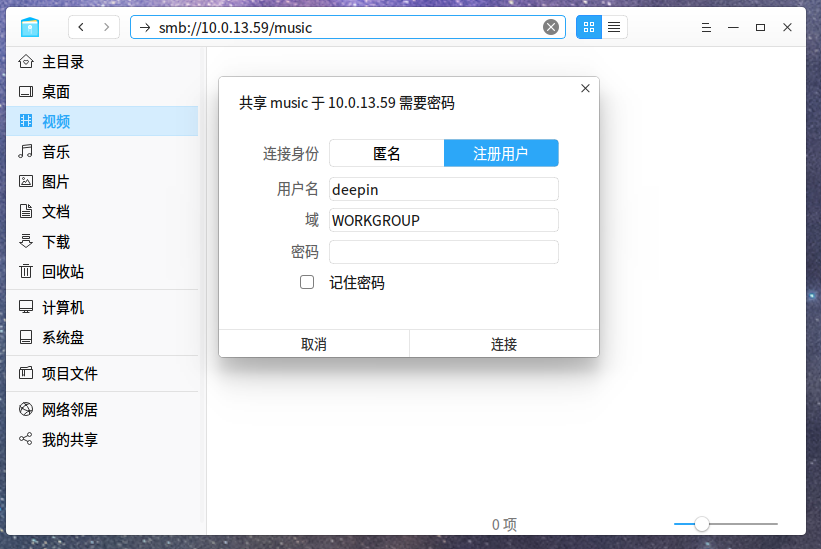 smb://10.0.13.59/music
主目录
桌面
视频
音乐
图片
文档
下载
回收站
计算机
系统盘
项目文件
网络邻居
我的共享
共享 music 于 10.0.13.59 需要密码
连接身份 匿名 注册用户
用户名 deepin
域 WORKGROUP
密码
记住密码
取消 连接
0 项